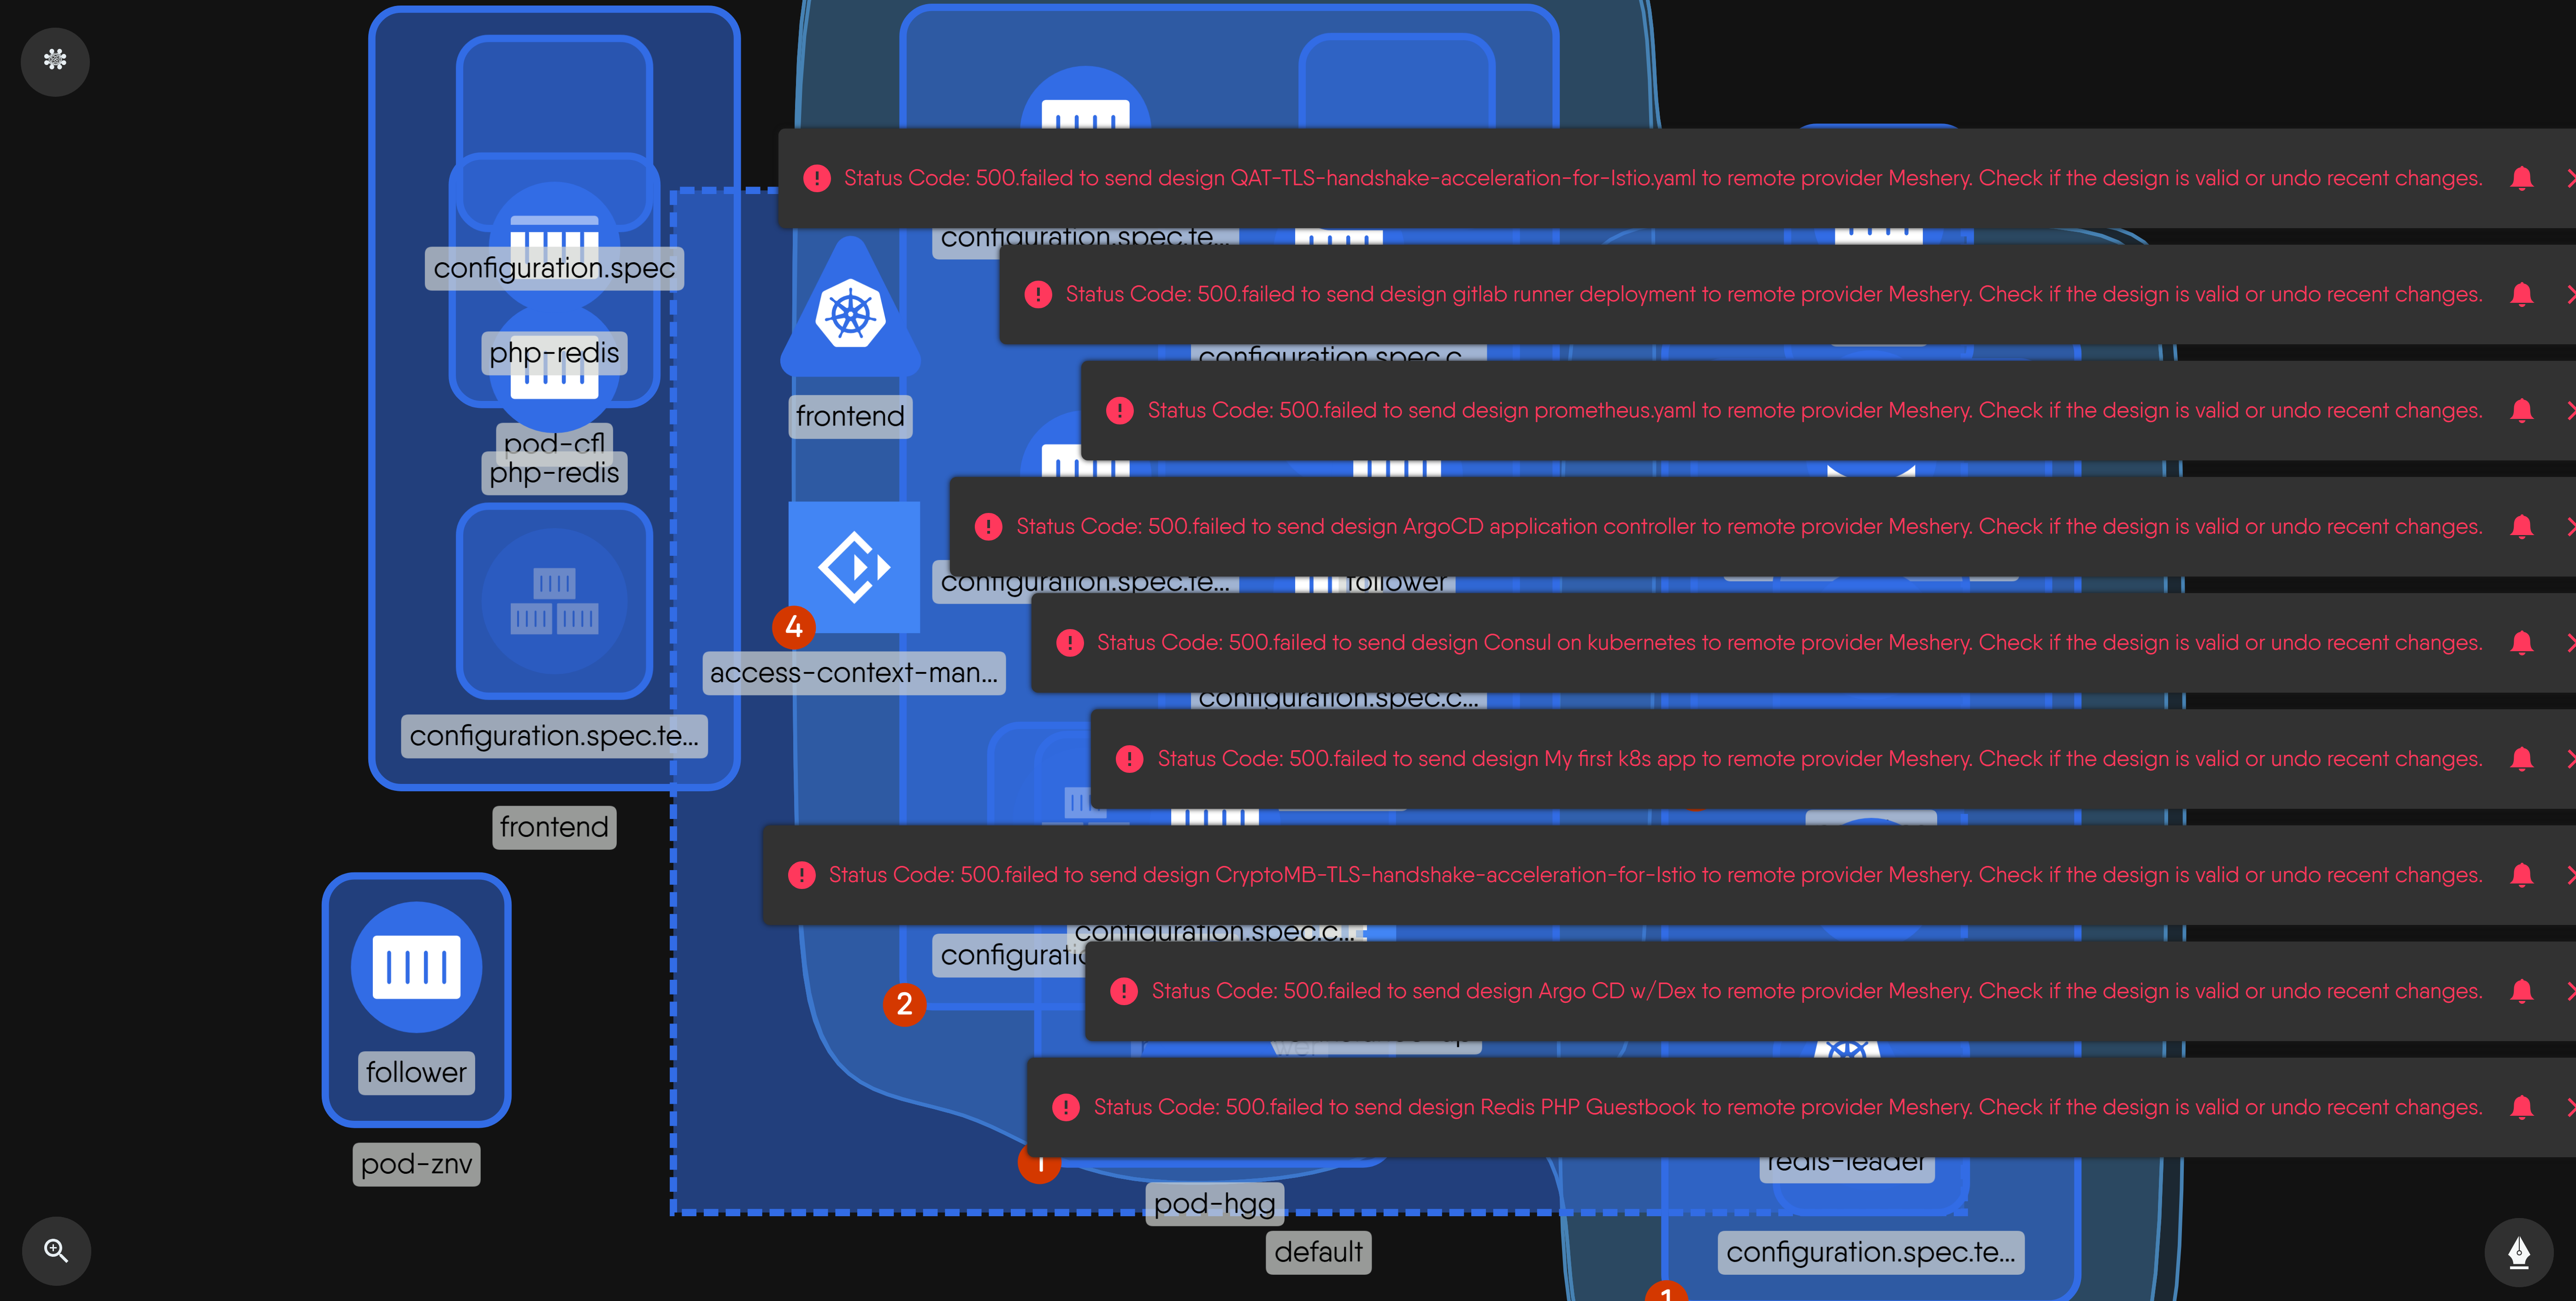 Status Code: 500.failed to send design QAT-TLS-handshake-acceleration-for-Istio.yaml to remote provider Meshery. Check if the design is valid or undo recent changes.
configuration.spec.te...
configuration.spec
Status Code: 500.failed to send design gitlab runner deployment to remote provider Meshery. Check if the design is valid or undo recent changes.
php-redis
configuration.spec.c...
frontend
Status Code: 500.failed to send design prometheus.yaml to remote provider Meshery. Check if the design is valid or undo recent changes.
pod-cfl
php-redis
Status Code: 500.failed to send design ArgoCD application controller to remote provider Meshery. Check if the design is valid or undo recent changes.
configuration.spec.te...
follower
4
Status Code: 500.failed to send design Consul on kubernetes to remote provider Meshery. Check if the design is valid or undo recent changes.
access-context-man...
configuration.spec.c...
configuration.spec.te...
Status Code: 500.failed to send design My first k8s app to remote provider Meshery. Check if the design is valid or undo recent changes.
frontend
Status Code: 500.failed to send design CryptoMB-TLS-handshake-acceleration-for-Istio to remote provider Meshery. Check if the design is valid or undo recent changes.
configuration.spec.c...
Status Code: 500.failed to send design Argo CD w/Dex to remote provider Meshery. Check if the design is valid or undo recent changes.
2
follower
Status Code: 500.failed to send design Redis PHP Guestbook to remote provider Meshery. Check if the design is valid or undo recent changes.
pod-znv
1
redis-leader
pod-hgg
default
configuration.spec.te...
1